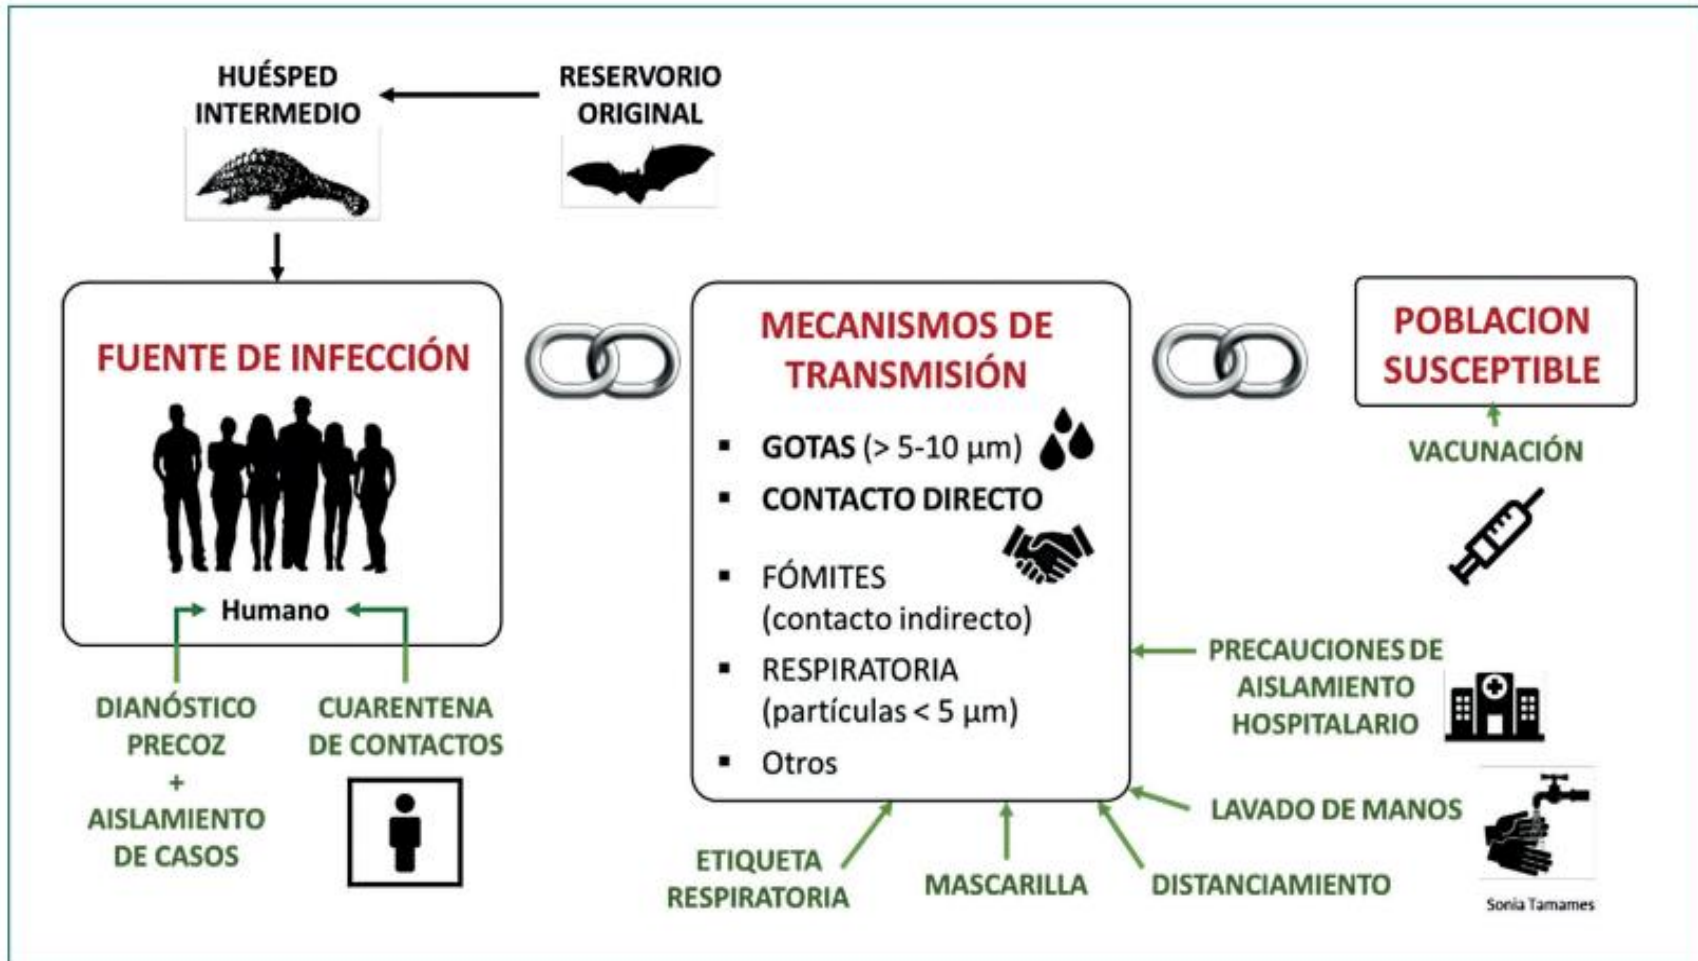 HUÉSPED
INTERMEDIO
RESERVORIO
ORIGINAL
FUENTE DE INFECCIÓN
Humano
DIANÓSTICO
PRECOZ
+
AISLAMIENTO
DE CASOS
CUARENTENA
DE CONTACTOS
MECANISMOS DE
TRANSMISIÓN
▪ GOTAS (> 5-10 µm)
▪ CONTACTO DIRECTO
▪ FÓMITES
(contacto indirecto)
▪ RESPIRATORIA
(partículas < 5 µm)
▪ Otros
ETIQUETA
RESPIRATORIA
MASCARILLA
DISTANCIAMIENTO
POBLACION
SUSCEPTIBLE
VACUNACIÓN
PRECAUCIONES DE
AISLAMIENTO
HOSPITALARIO
LAVADO DE MANOS
Sonia Tamames